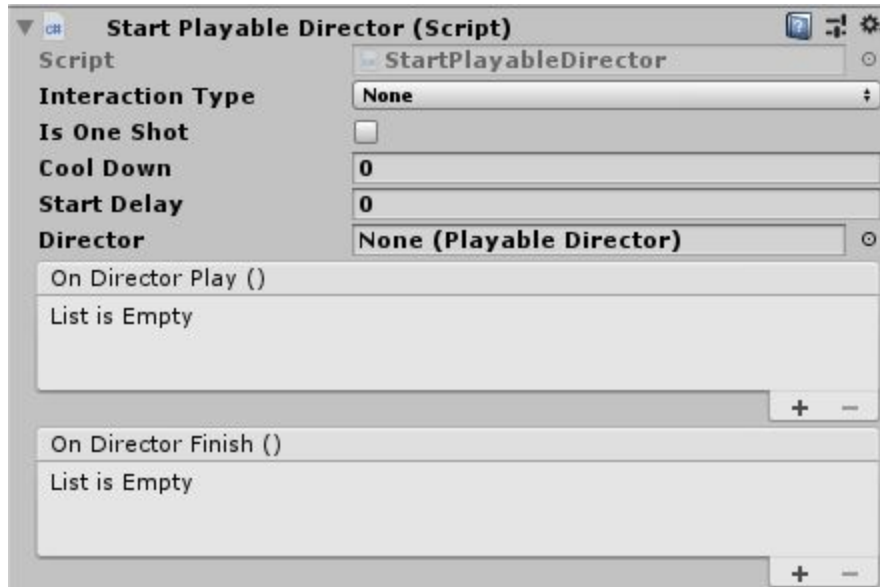 c#
Start Playable Director (Script)
Script
StartPlayableDirector
Interaction Type
None
Is One Shot
Cool Down
0
Start Delay
0
Director
None (Playable Director)
On Director Play ()
List is Empty
+ −
On Director Finish ()
List is Empty
+ −